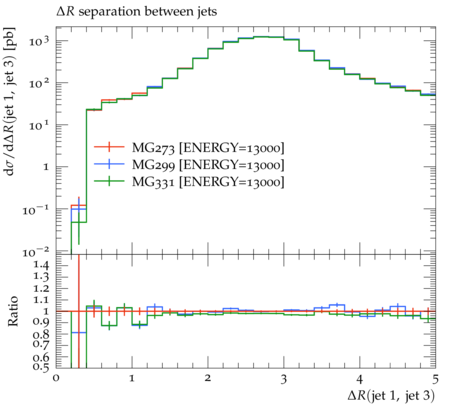 ΔR separation between jets
dσ/dΔR(jet 1, jet 3) [pb]
10³
10²
10¹
1
10⁻¹
10⁻²
MG273 [ENERGY=13000]
MG299 [ENERGY=13000]
MG331 [ENERGY=13000]
Ratio
1.4
1.3
1.2
1.1
1
0.9
0.8
0.7
0.6
0.5
0 1 2 3 4 5
ΔR(jet 1, jet 3)